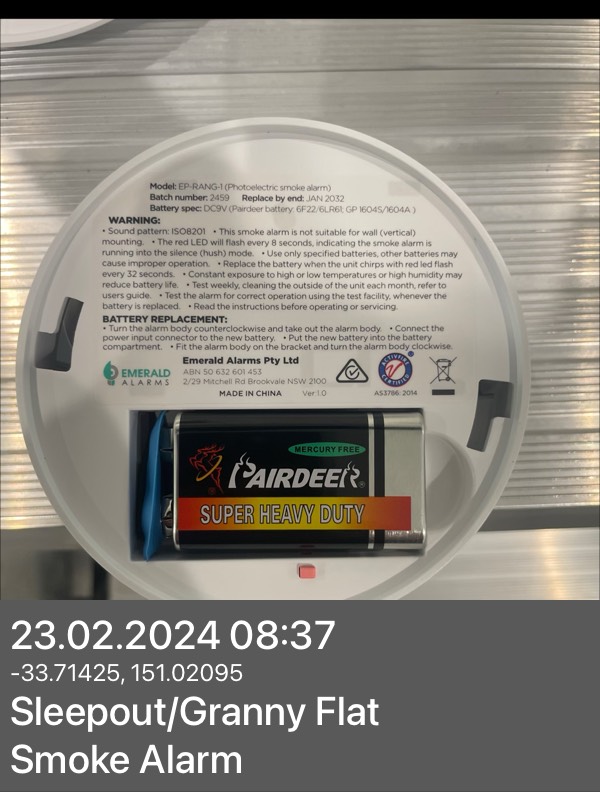 Model: EP-RANG-1 (Photoelectric smoke alarm)
Batch number: 2459 Replace by end: JAN 2032
Battery spec: DC9V (Pairdeer battery: 6F22/6LR61; GP 1604S/1604A )
WARNING:
• Sound pattern: ISO8201 • This smoke alarm is not suitable for wall (vertical)
mounting. • The red LED will flash every 8 seconds, indicating the smoke alarm is
running into the silence (hush) mode. • Use only specified batteries, other batteries may
cause improper operation. • Replace the battery when the unit chirps with red led flash
every 32 seconds. • Constant exposure to high or low temperatures or high humidity may
reduce battery life. • Test weekly, cleaning the outside of the unit each month, refer to
users guide. • Test the alarm for correct operation using the test facility, whenever the
battery is replaced. • Read the instructions before operating or servicing.
BATTERY REPLACEMENT:
• Turn the alarm body counterclockwise and take out the alarm body. • Connect the
power input connector to the new battery. • Put the new battery into the battery
compartment. • Fit the alarm body on the bracket and turn the alarm body clockwise.
EMERALD
ALARMS
Emerald Alarms Pty Ltd
ABN 50 632 601 453
2/29 Mitchell Rd Brookvale NSW 2100
MADE IN CHINA Ver 1.0
ACTIVFIRE
CERTIFIED
AS3786: 2014
MERCURY FREE
PAIRDEER®
SUPER HEAVY DUTY
23.02.2024 08:37
-33.71425, 151.02095
Sleepout/Granny Flat
Smoke Alarm